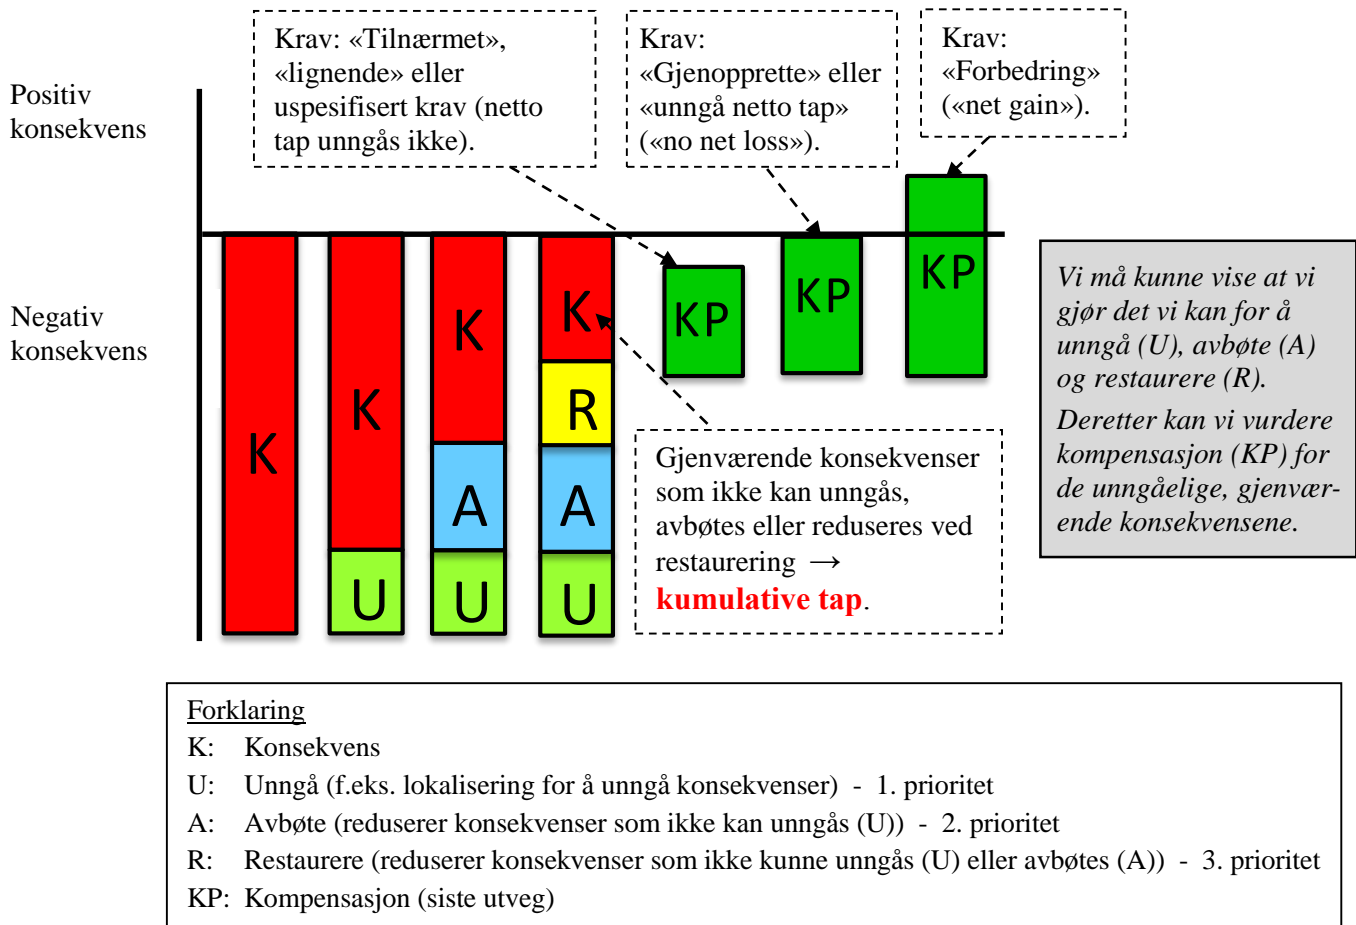 Krav: «Tilnærmet»,
«lignende» eller
uspesifisert krav (netto
tap unngås ikke).
Krav:
«Gjenopprette» eller
«unngå netto tap»
(«no net loss»).
Krav:
«Forbedring»
(«net gain»).
Positiv
konsekvens
Negativ
konsekvens
K
K
U
K
A
U
K
R
A
U
KP
KP
KP
Gjenværende konsekvenser
som ikke kan unngås,
avbøtes eller reduseres ved
restaurering →
kumulative tap.
Vi må kunne vise at vi
gjør det vi kan for å
unngå (U), avbøte (A)
og restaurere (R).
Deretter kan vi vurdere
kompensasjon (KP) for
de unngåelige, gjenvær-
ende konsekvensene.
Forklaring
K: Konsekvens
U: Unngå (f.eks. lokalisering for å unngå konsekvenser) - 1. prioritet
A: Avbøte (reduserer konsekvenser som ikke kan unngås (U)) - 2. prioritet
R: Restaurere (reduserer konsekvenser som ikke kunne unngås (U) eller avbøtes (A)) - 3. prioritet
KP: Kompensasjon (siste utveg)